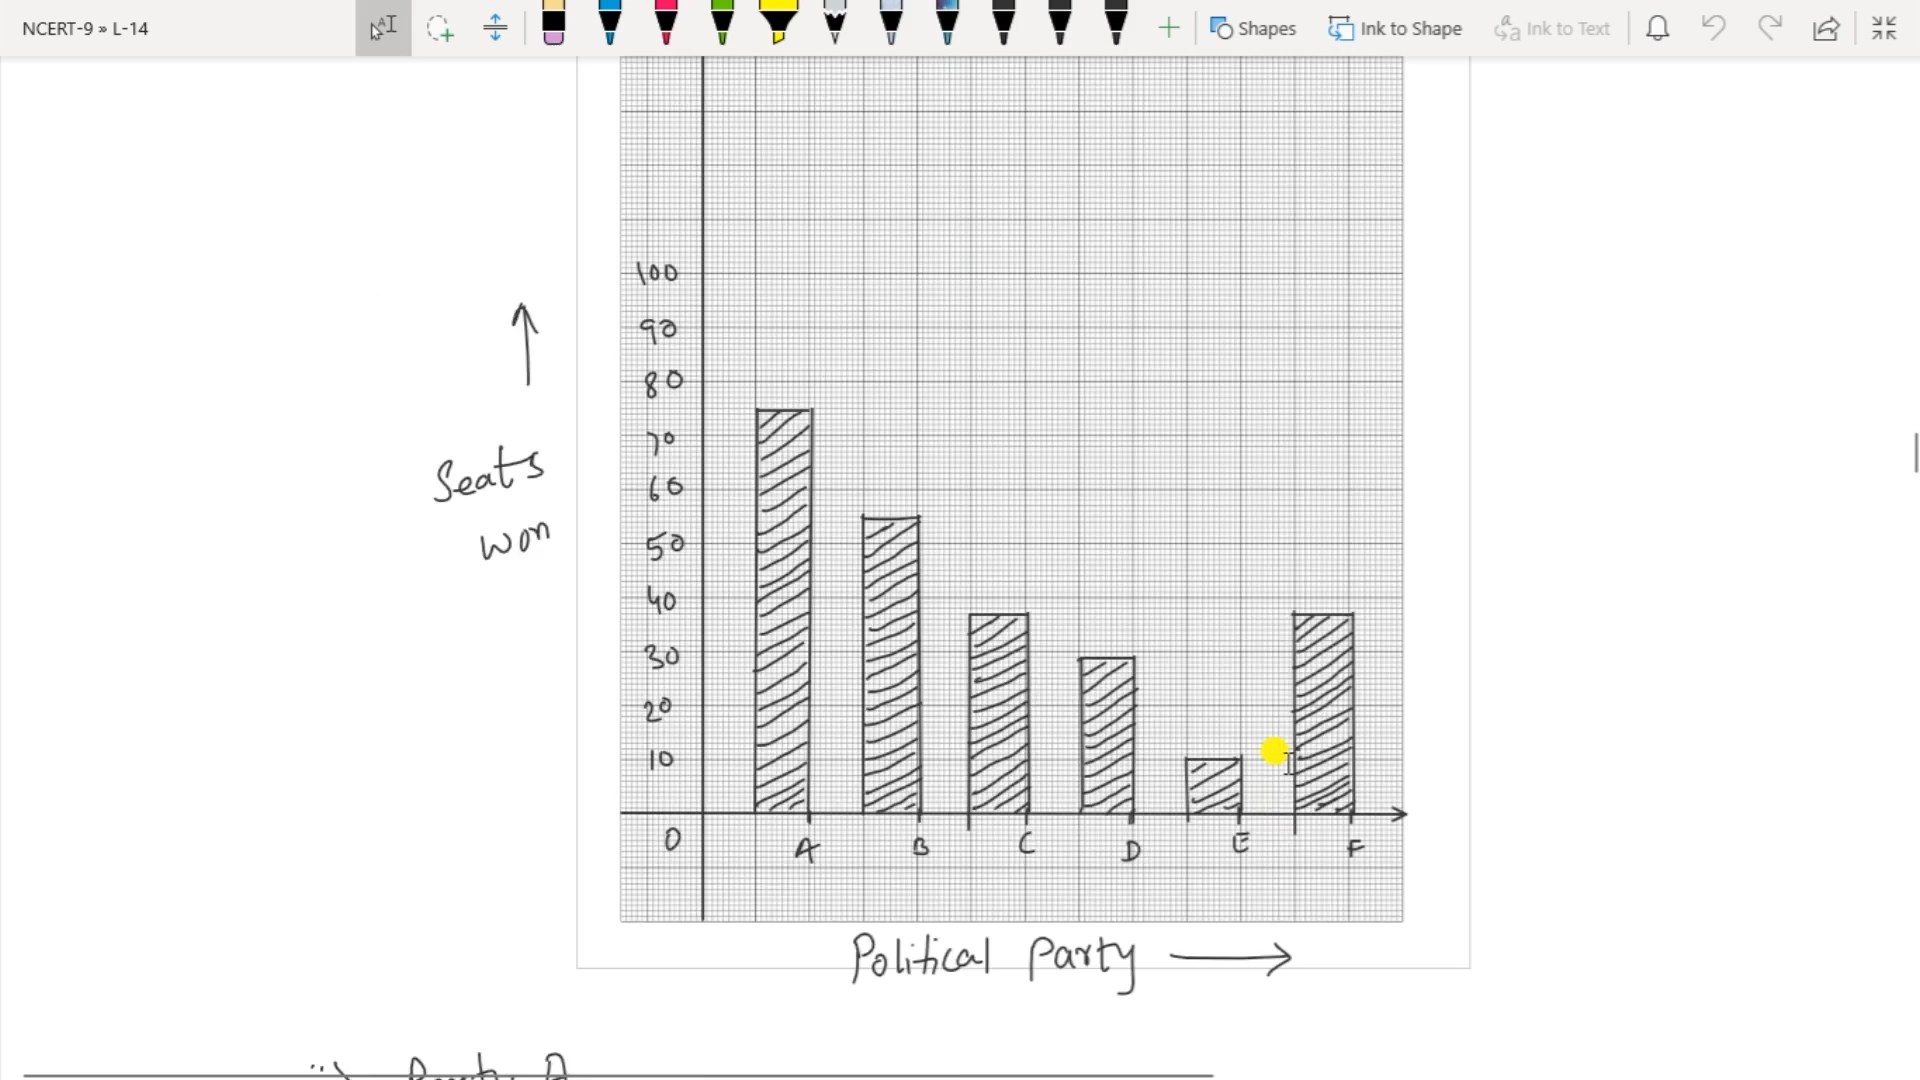 NCERT-9 » L-14
Shapes
Ink to Shape
Ink to Text
100
90
80
70
60
50
40
30
20
10
0
Seats
won
A B C D E F
Political Party